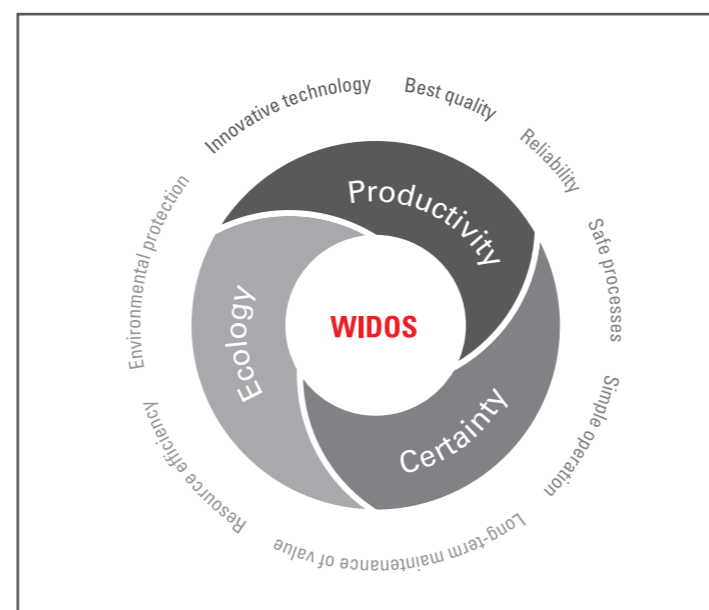 Innovative technology
Best quality
Reliability
Safe processes
Simple operation
Long-term maintenance of value
Resource efficiency
Environmental protection
Productivity
Certainty
Ecology
WIDOS